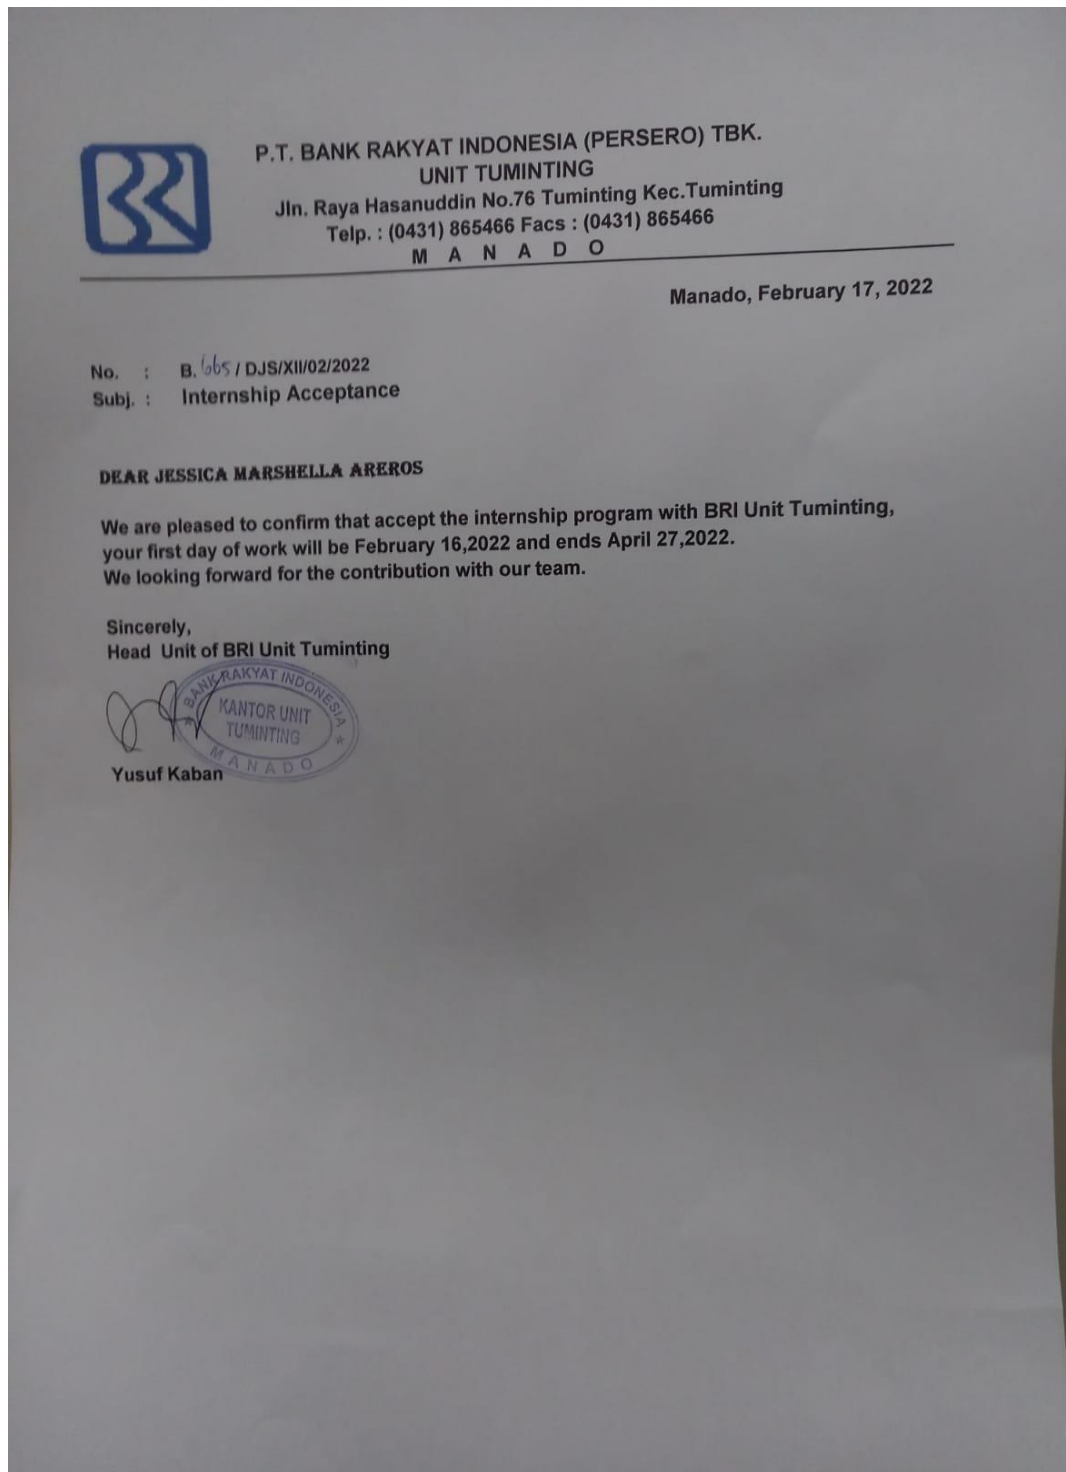 P.T. BANK RAKYAT INDONESIA (PERSERO) TBK.
UNIT TUMINTING
Jln. Raya Hasanuddin No.76 Tuminting Kec.Tuminting
Telp. : (0431) 865466 Facs : (0431) 865466
M A N A D O
Manado, February 17, 2022
No. : B. 665 / DJS/XII/02/2022
Subj. : Internship Acceptance
DEAR JESSICA MARSHELLA AREROS
We are pleased to confirm that accept the internship program with BRI Unit Tuminting,
your first day of work will be February 16,2022 and ends April 27,2022.
We looking forward for the contribution with our team.
Sincerely,
Head Unit of BRI Unit Tuminting
BANK RAKYAT INDONESIA
KANTOR UNIT
TUMINTING
MANADO
Yusuf Kaban